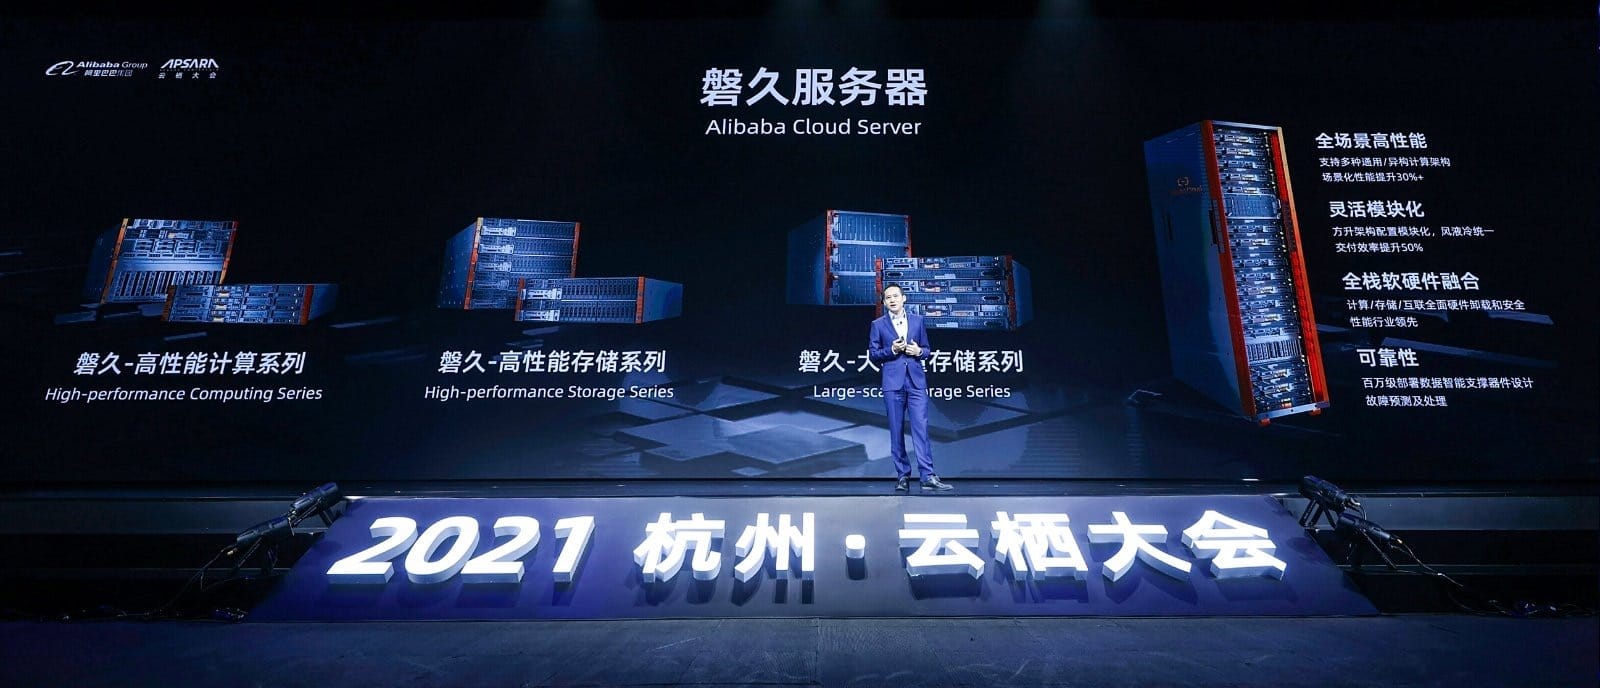 Alibaba Group
阿里巴巴集团
APSARA
云栖大会
磐久服务器
Alibaba Cloud Server
磐久-高性能计算系列
High-performance Computing Series
磐久-高性能存储系列
High-performance Storage Series
磐久-大 存储系列
Large- Series
全场景高性能
支持多种通用/异构计算架构
场景化性能提升30%+
灵活模块化
方升架构配置模块化，风液冷统一
交付效率提升50%
全栈软硬件融合
计算/存储/互联全面硬件卸载和安全
性能行业领先
可靠性
百万级部署数据智能支撑器件设计
故障预测及处理
2021 杭州·云栖大会